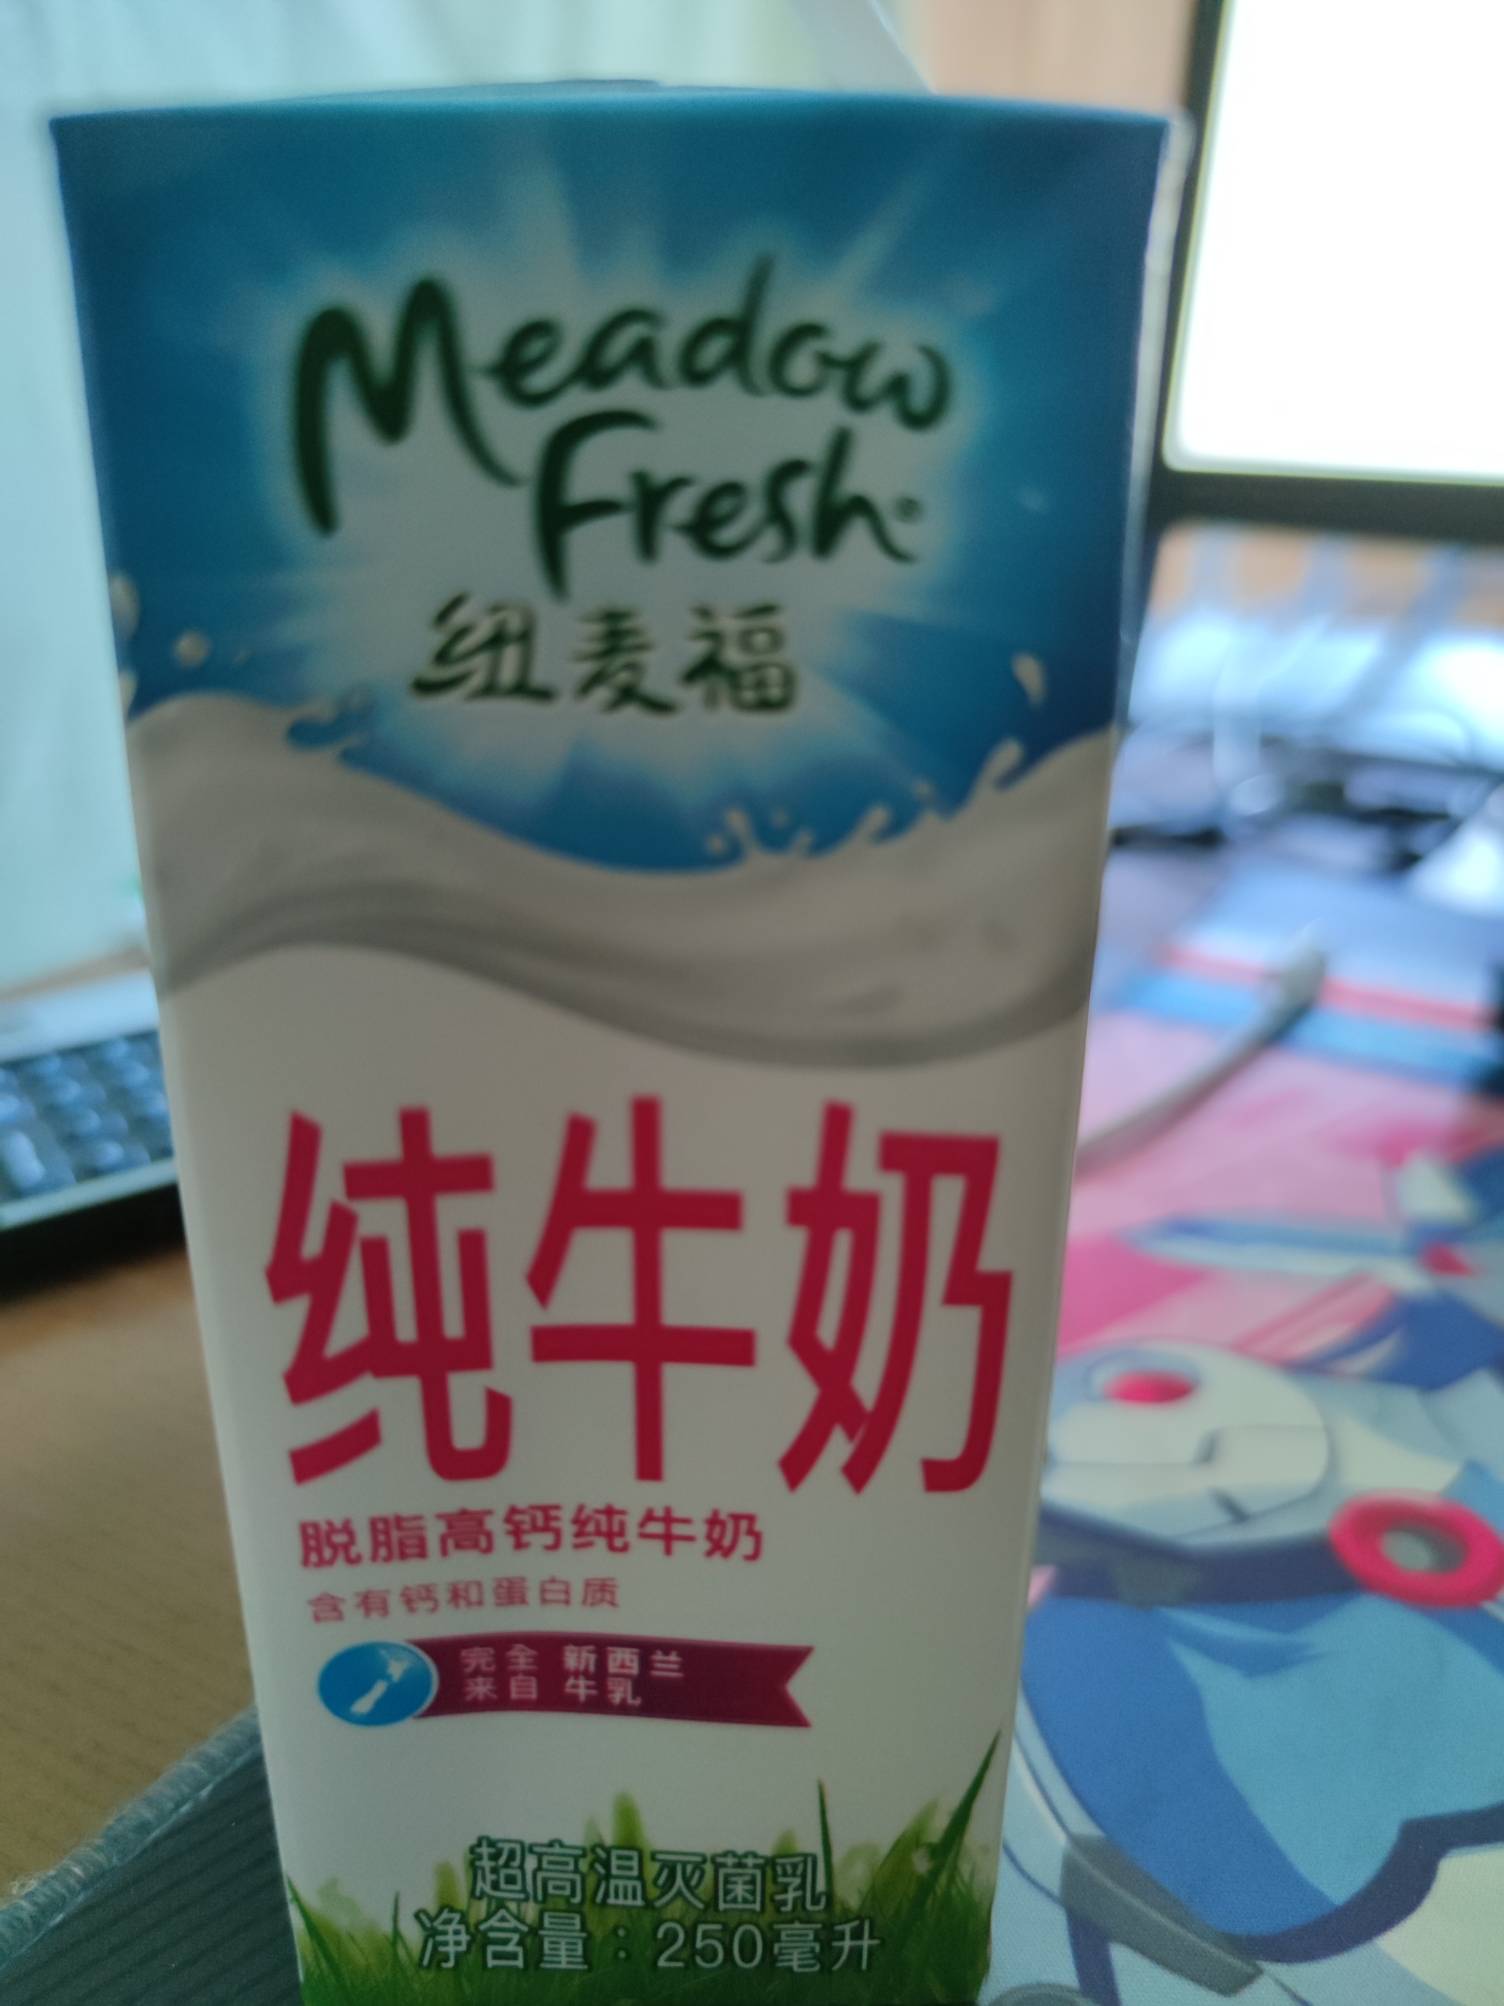 Meadow
Fresh
纽麦福
纯牛奶
脱脂高钙纯牛奶
含有钙和蛋白质
完全 新西兰
来自 牛乳
超高温灭菌乳
净含量：250毫升